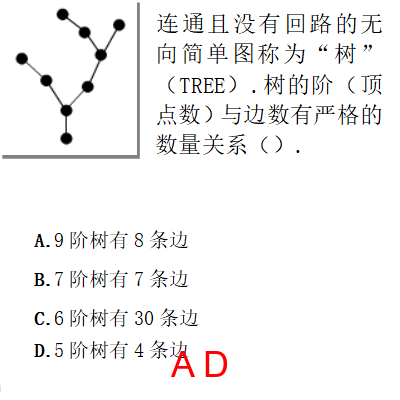 连通且没有回路的无
向简单图称为“树”
（TREE）.树的阶（顶
点数）与边数有严格的
数量关系（）.
A.9 阶树有 8 条边
B.7 阶树有 7 条边
C.6 阶树有 30 条边
D.5 阶树有 4 条边
A D